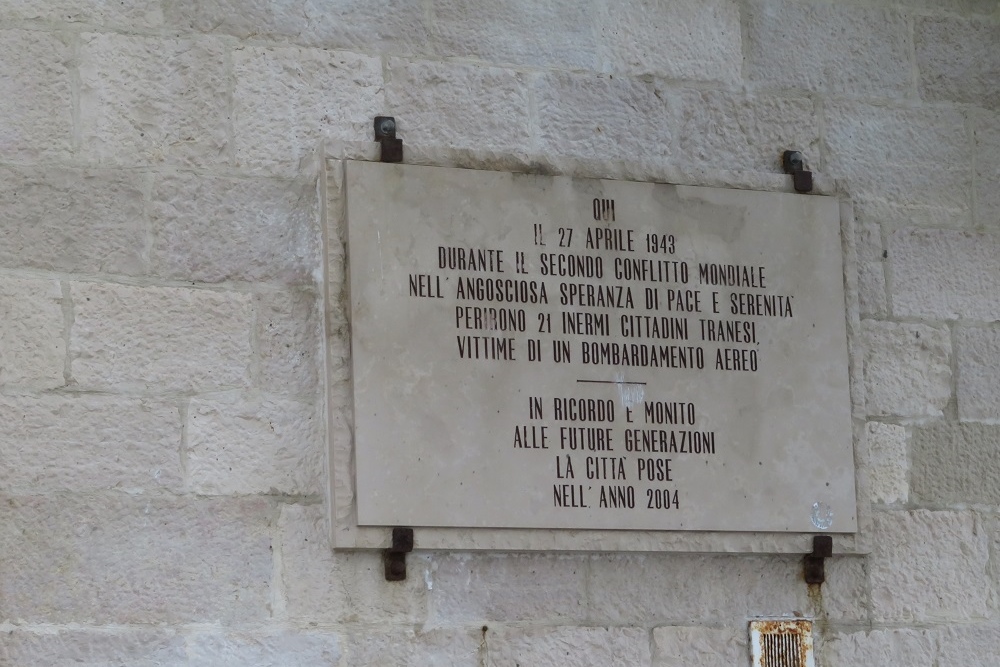 QUI
IL 27 APRILE 1943
DURANTE IL SECONDO CONFLITTO MONDIALE
NELL'ANGOSCIOSA SPERANZA DI PACE E SERENITA'
PERIRONO 21 INERMI CITTADINI TRANESI,
VITTIME DI UN BOMBARDAMENTO AEREO
IN RICORDO E MONITO
ALLE FUTURE GENERAZIONI
LA CITTA' POSE
NELL'ANNO 2004